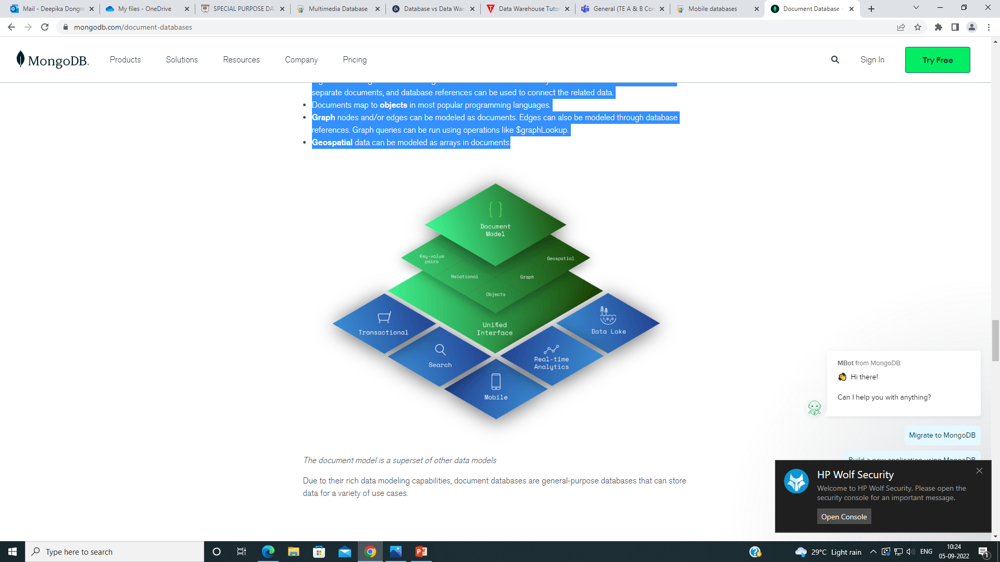 Mail - Deepika Dongre
My files - OneDrive
SPECIAL PURPOSE DAT
Multimedia Database
Database vs Data War
Data Warehouse Tutor
General (TE A & B Com
Mobile databases
Document Database -
mongodb.com/document-databases
MongoDB.
Products
Solutions
Resources
Company
Pricing
Sign In
Try Free
separate documents, and database references can be used to connect the related data.
• Documents map to objects in most popular programming languages.
• Graph nodes and/or edges can be modeled as documents. Edges can also be modeled through database
references. Graph queries can be run using operations like $graphLookup.
• Geospatial data can be modeled as arrays in documents.
{ }
Document
Model
Key-value
pairs
Geospatial
Relational
Graph
Objects
Unified
Interface
Transactional
Data Lake
Search
Real-time
Analytics
Mobile
The document model is a superset of other data models
Due to their rich data modeling capabilities, document databases are general-purpose databases that can store
data for a variety of use cases.
MBot from MongoDB
Hi there!
Can I help you with anything?
Migrate to MongoDB
Build a new application using MongoDB
HP Wolf Security
Welcome to HP Wolf Security. Please open the
security console for an important message.
Open Console
Type here to search
29°C Light rain
ENG
10:24
05-09-2022
1